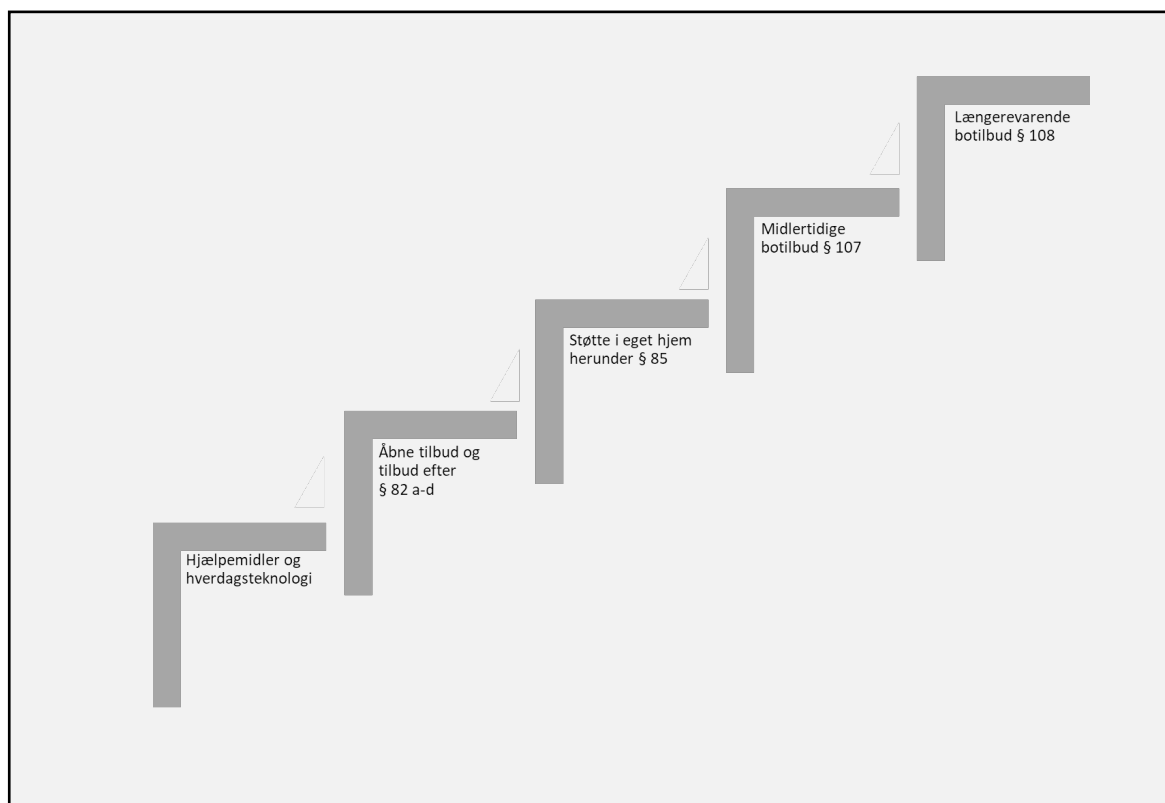 Længerevarende
botilbud § 108
Midlertidige
botilbud § 107
Støtte i eget hjem
herunder § 85
Åbne tilbud og
tilbud efter
§ 82 a-d
Hjælpemidler og
hverdagsteknologi